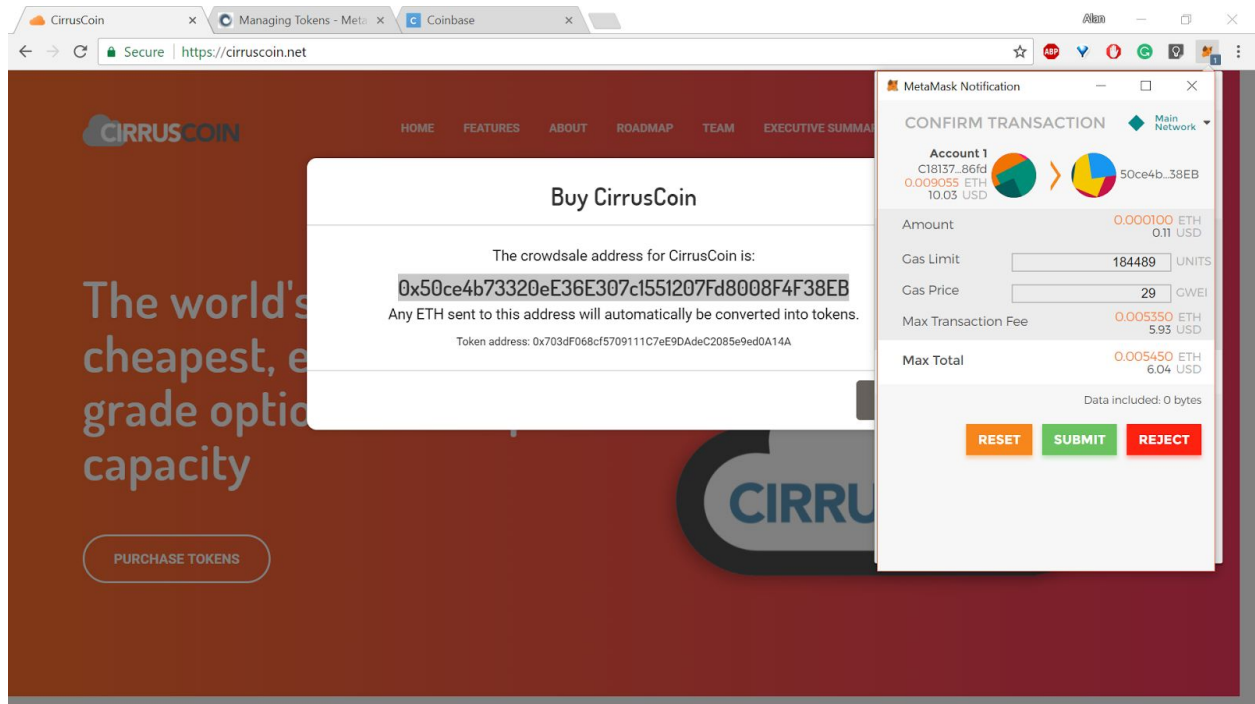 CirrusCoin
Managing Tokens - Meta
Coinbase
Alan
Secure https://cirruscoin.net
ABP
1
CIRRUSCOIN
HOME FEATURES ABOUT ROADMAP TEAM EXECUTIVE SUMMA
Buy CirrusCoin
The crowdsale address for CirrusCoin is:
0x50ce4b73320eE36E307c1551207Fd8008F4F38EB
Any ETH sent to this address will automatically be converted into tokens.
Token address: 0x703dF068cf5709111C7eE9DAdeC2085e9ed0A14A
The world's
cheapest, e
grade optio
capacity
PURCHASE TOKENS
CIRRU
MetaMask Notification
CONFIRM TRANSACTION
Main
Network
Account 1
C18137...86fd
0.009055 ETH
10.03 USD
50ce4b...38EB
Amount 0.000100 ETH
0.11 USD
Gas Limit 184489 UNITS
Gas Price 29 GWEI
Max Transaction Fee 0.005350 ETH
5.93 USD
Max Total 0.005450 ETH
6.04 USD
Data included: 0 bytes
RESET SUBMIT REJECT